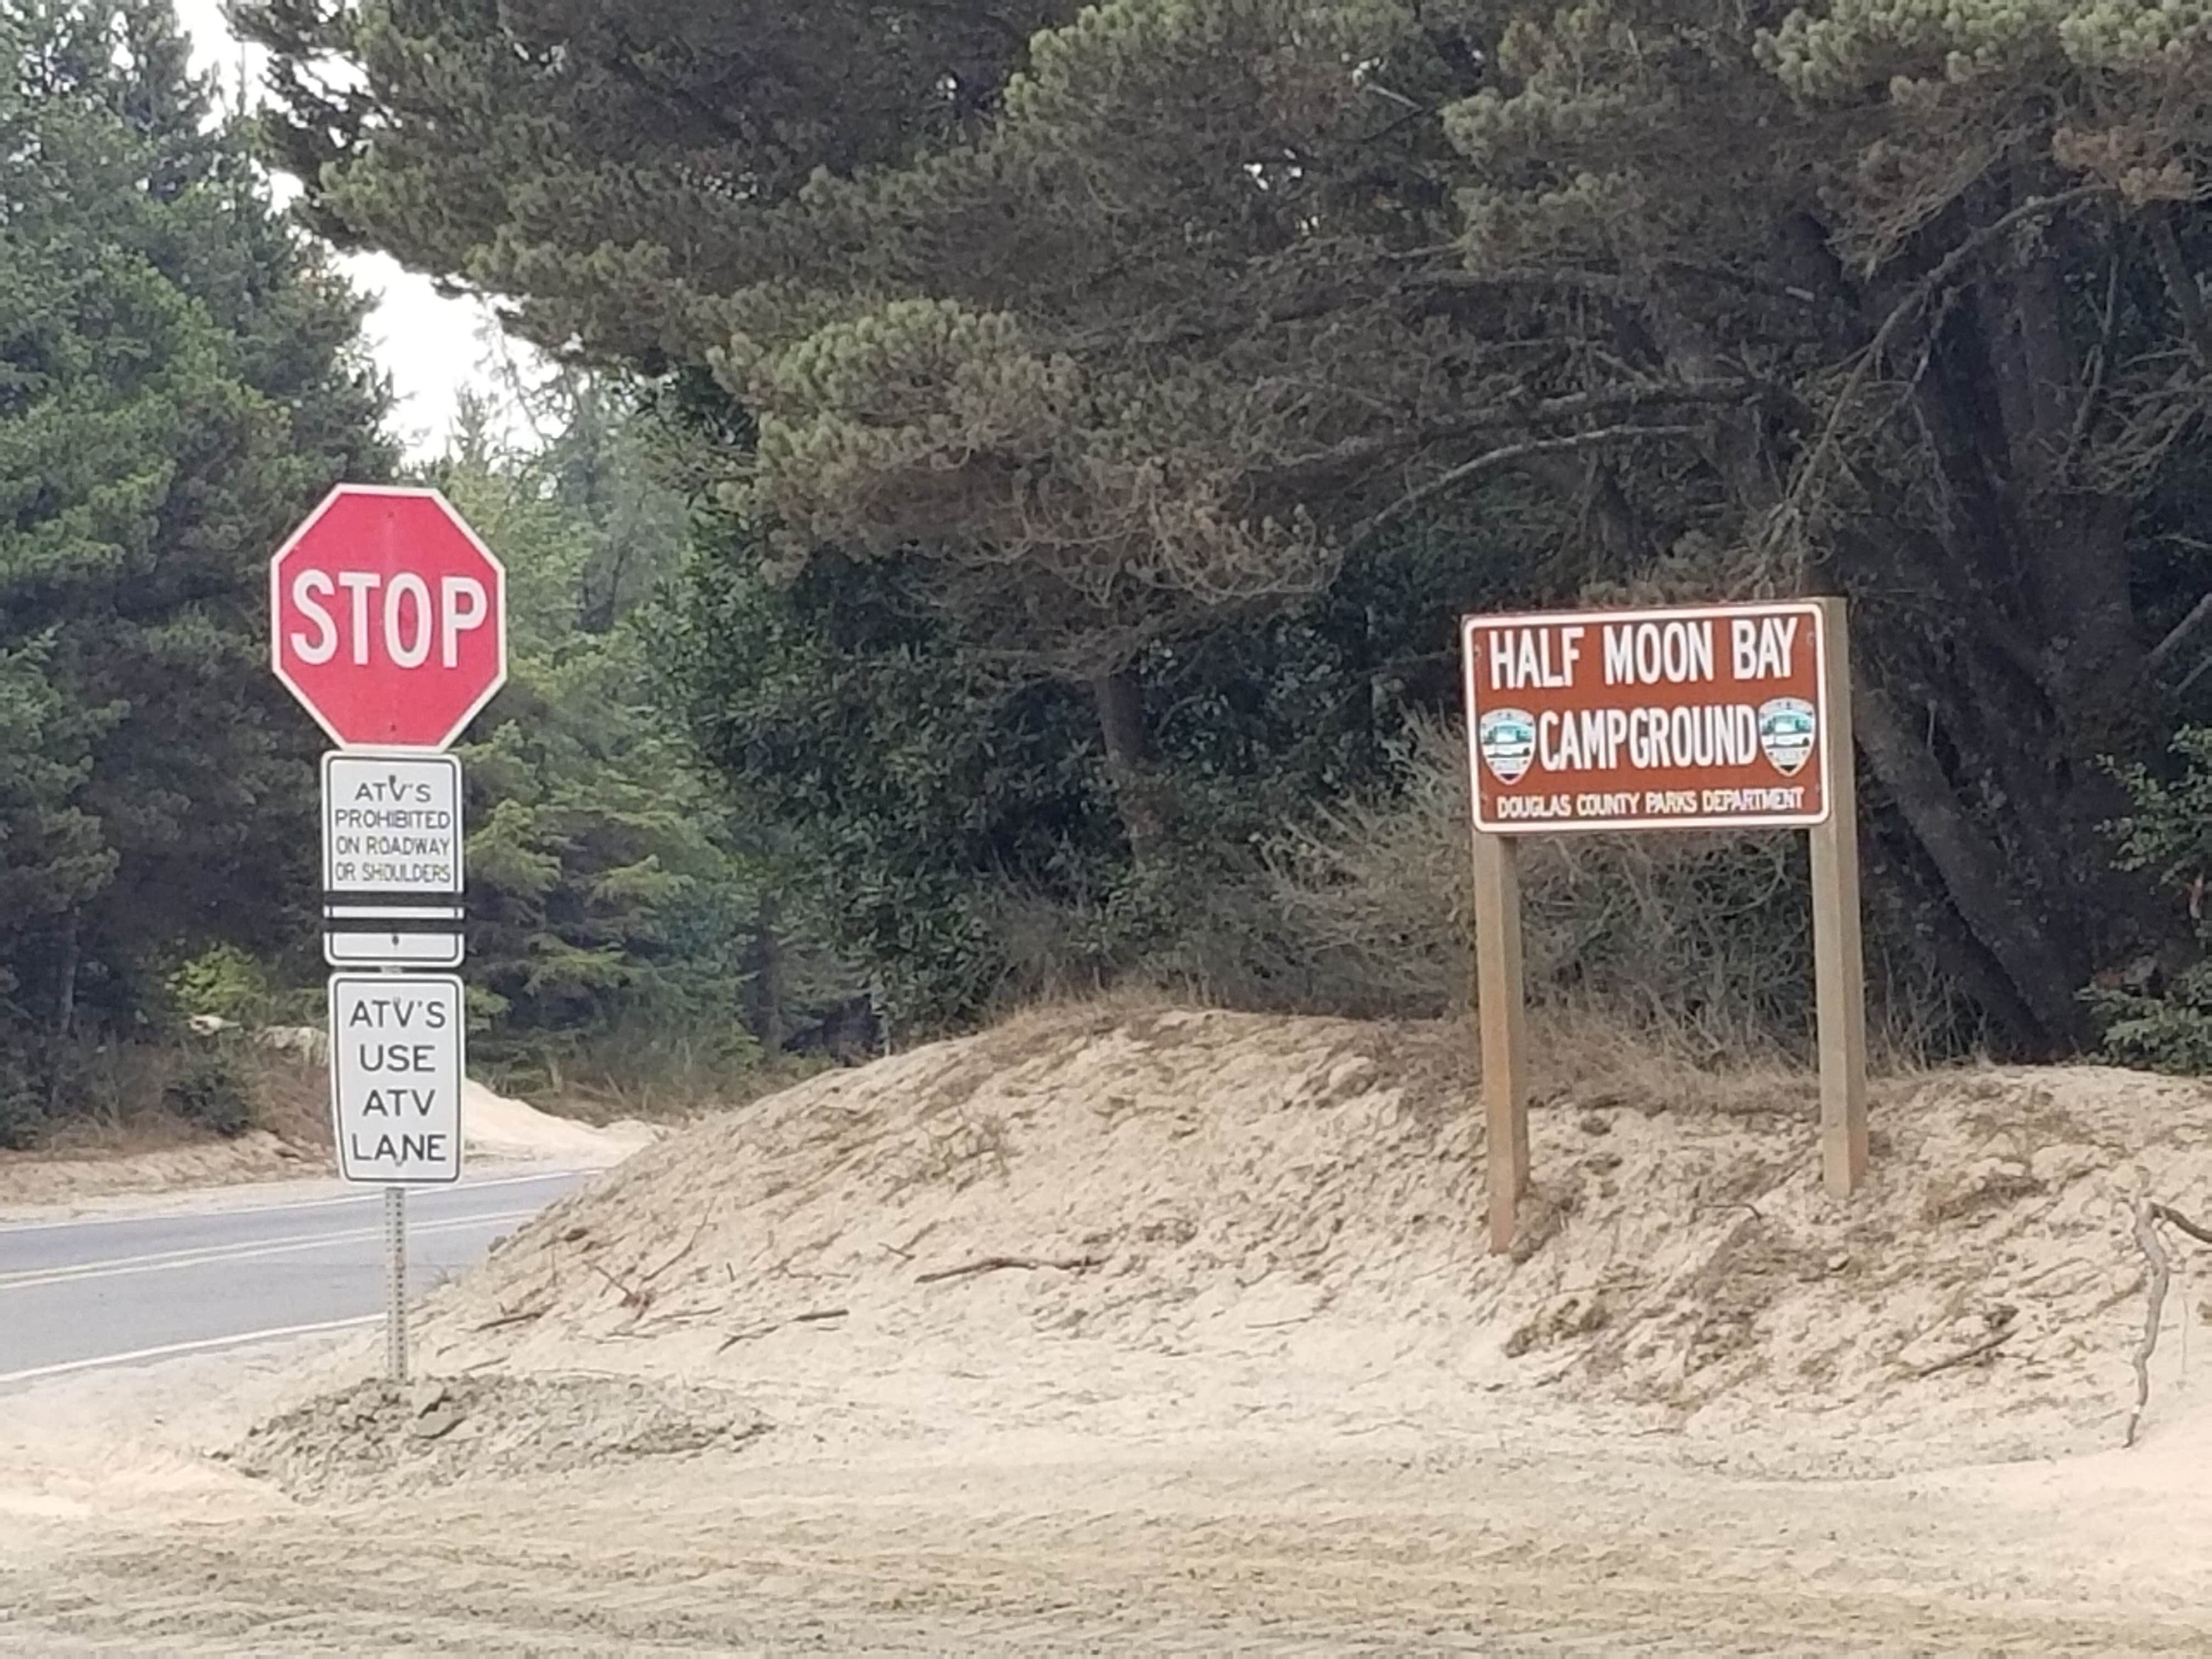 STOP
ATV'S
PROHIBITED
ON ROADWAY
OR SHOULDERS
ATV'S
USE
ATV
LANE
HALF MOON BAY
CAMPGROUND
DOUGLAS COUNTY PARKS DEPARTMENT